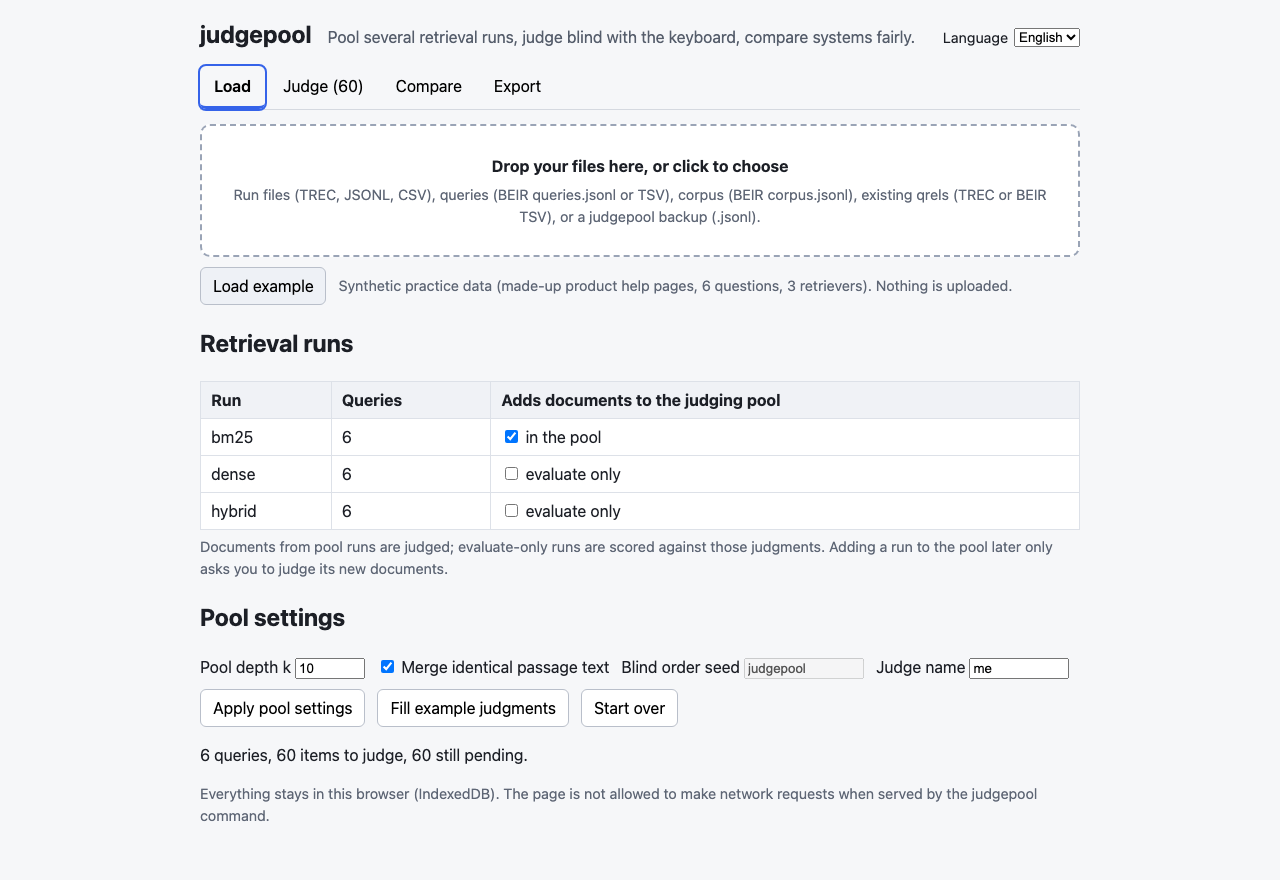 judgepool Pool several retrieval runs, judge blind with the keyboard, compare systems fairly. Language English
Load Judge (60) Compare Export
Drop your files here, or click to choose
Run files (TREC, JSONL, CSV), queries (BEIR queries.jsonl or TSV), corpus (BEIR corpus.jsonl), existing qrels (TREC or BEIR
TSV), or a judgepool backup (.jsonl).
Load example Synthetic practice data (made-up product help pages, 6 questions, 3 retrievers). Nothing is uploaded.
Retrieval runs
Run Queries Adds documents to the judging pool
bm25 6 in the pool
dense 6 evaluate only
hybrid 6 evaluate only
Documents from pool runs are judged; evaluate-only runs are scored against those judgments. Adding a run to the pool later only
asks you to judge its new documents.
Pool settings
Pool depth k 10 Merge identical passage text Blind order seed judgepool Judge name me
Apply pool settings Fill example judgments Start over
6 queries, 60 items to judge, 60 still pending.
Everything stays in this browser (IndexedDB). The page is not allowed to make network requests when served by the judgepool
command.